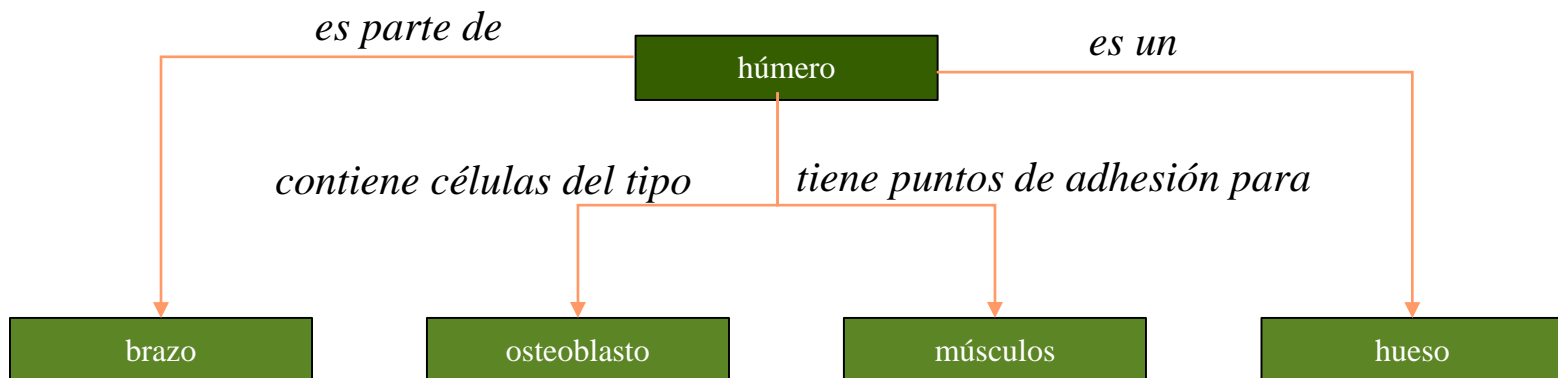 es parte de
húmero
es un
contiene células del tipo
tiene puntos de adhesión para
brazo
osteoblasto
músculos
hueso